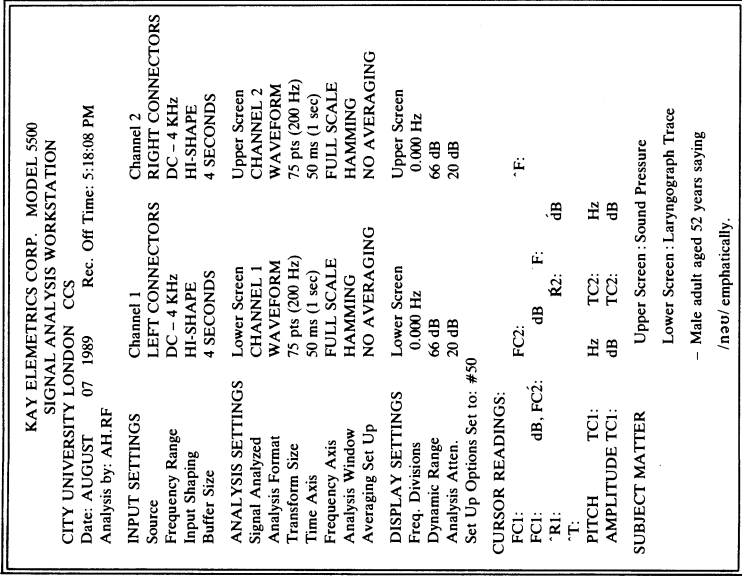 KAY ELEMETRICS CORP. MODEL 5500
SIGNAL ANALYSIS WORKSTATION
CITY UNIVERSITY LONDON CCS
Date: AUGUST 07 1989 Rec. Off Time: 5:18:08 PM
Analysis by: AH.RF
INPUT SETTINGS Channel 1 Channel 2
Source LEFT CONNECTORS RIGHT CONNECTORS
Frequency Range DC – 4 KHz DC – 4 KHz
Input Shaping HI-SHAPE HI-SHAPE
Buffer Size 4 SECONDS 4 SECONDS
ANALYSIS SETTINGS Lower Screen Upper Screen
Signal Analyzed CHANNEL 1 CHANNEL 2
Analysis Format WAVEFORM WAVEFORM
Transform Size 75 pts (200 Hz) 75 pts (200 Hz)
Time Axis 50 ms (1 sec) 50 ms (1 sec)
Frequency Axis FULL SCALE FULL SCALE
Analysis Window HAMMING HAMMING
Averaging Set Up NO AVERAGING NO AVERAGING
DISPLAY SETTINGS Lower Screen Upper Screen
Freq. Divisions 0.000 Hz 0.000 Hz
Dynamic Range 66 dB 66 dB
Analysis Atten. 20 dB 20 dB
Set Up Options Set to: #50
CURSOR READINGS:
FC1: FC2: ˆF:
FC1: dB, FC2: dB ˆF:
ˆR1: R2: dB
ˆT:
PITCH TC1: Hz TC2: Hz
AMPLITUDE TC1: dB TC2: dB
SUBJECT MATTER Upper Screen : Sound Pressure
Lower Screen : Laryngograph Trace
– Male adult aged 52 years saying
/nəʊ/ emphatically.